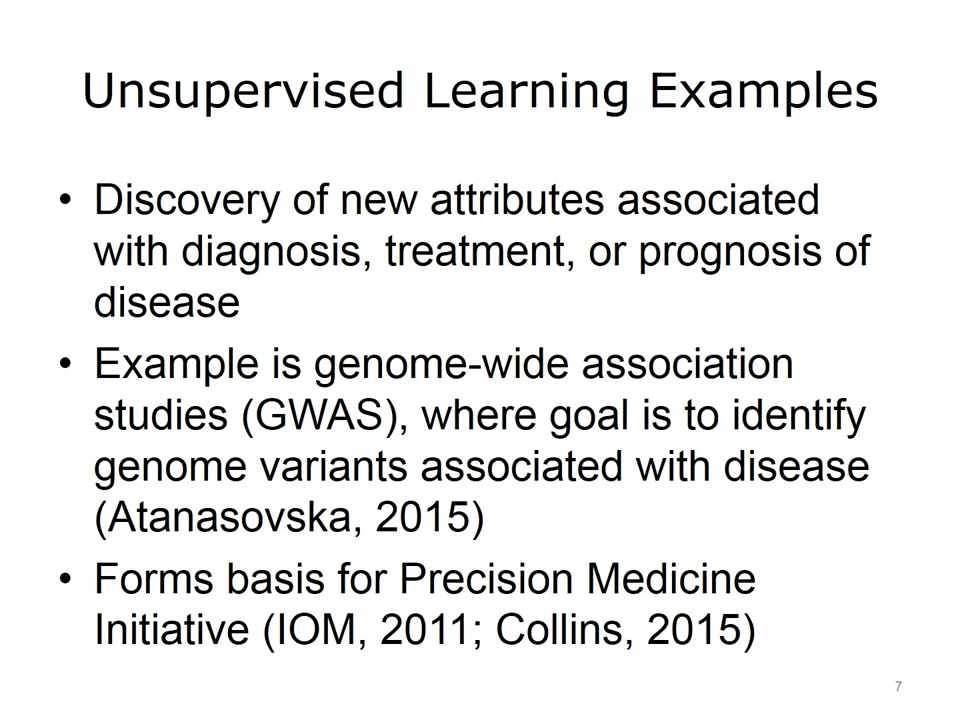 Unsupervised Learning Examples
• Discovery of new attributes associated
with diagnosis, treatment, or prognosis of
disease
• Example is genome-wide association
studies (GWAS), where goal is to identify
genome variants associated with disease
(Atanasovska, 2015)
• Forms basis for Precision Medicine
Initiative (IOM, 2011; Collins, 2015)
7